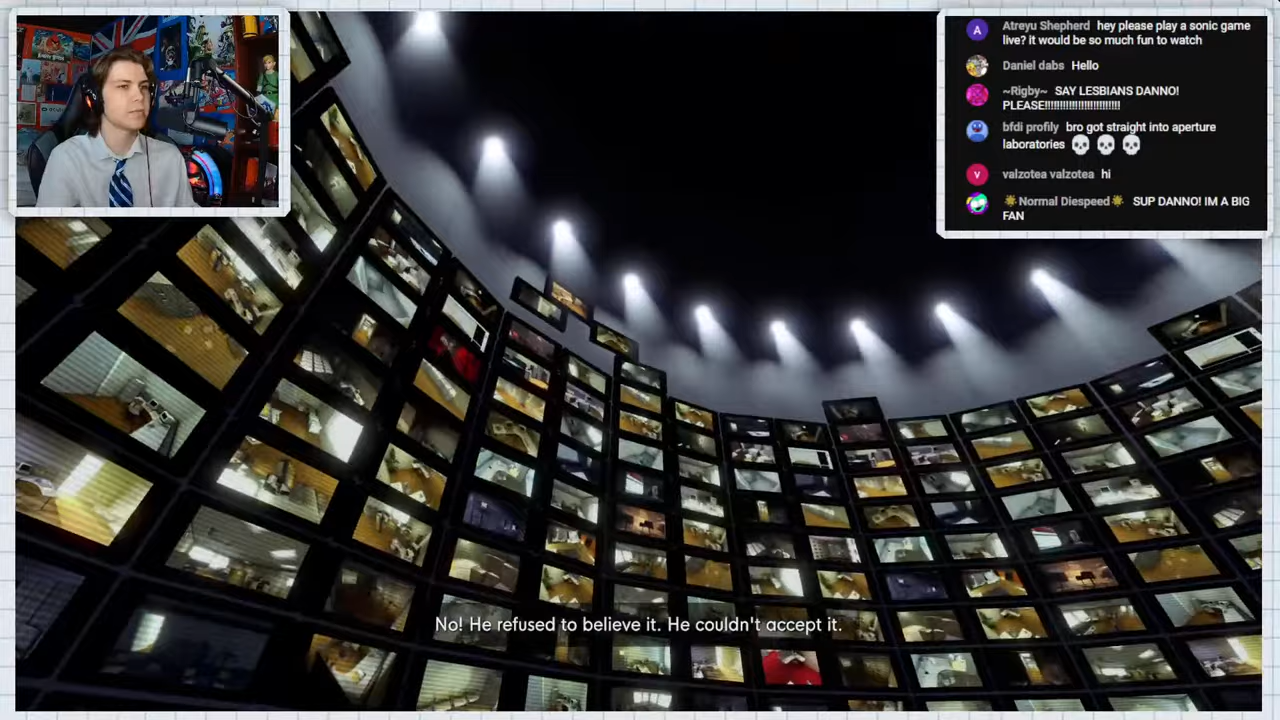 Atreyu Shepherd hey please play a sonic game
live? it would be so much fun to watch
Daniel dabs Hello
~Rigby~ SAY LESBIANS DANNO!
PLEASE!!!!!!!!!!!!!!!!!!!!!!!!!!
bfdi profily bro got straight into aperture
laboratories 💀 💀 💀
valzotea valzotea hi
🌟Normal Diespeed🌟 SUP DANNO! IM A BIG
FAN
No! He refused to believe it. He couldn't accept it.